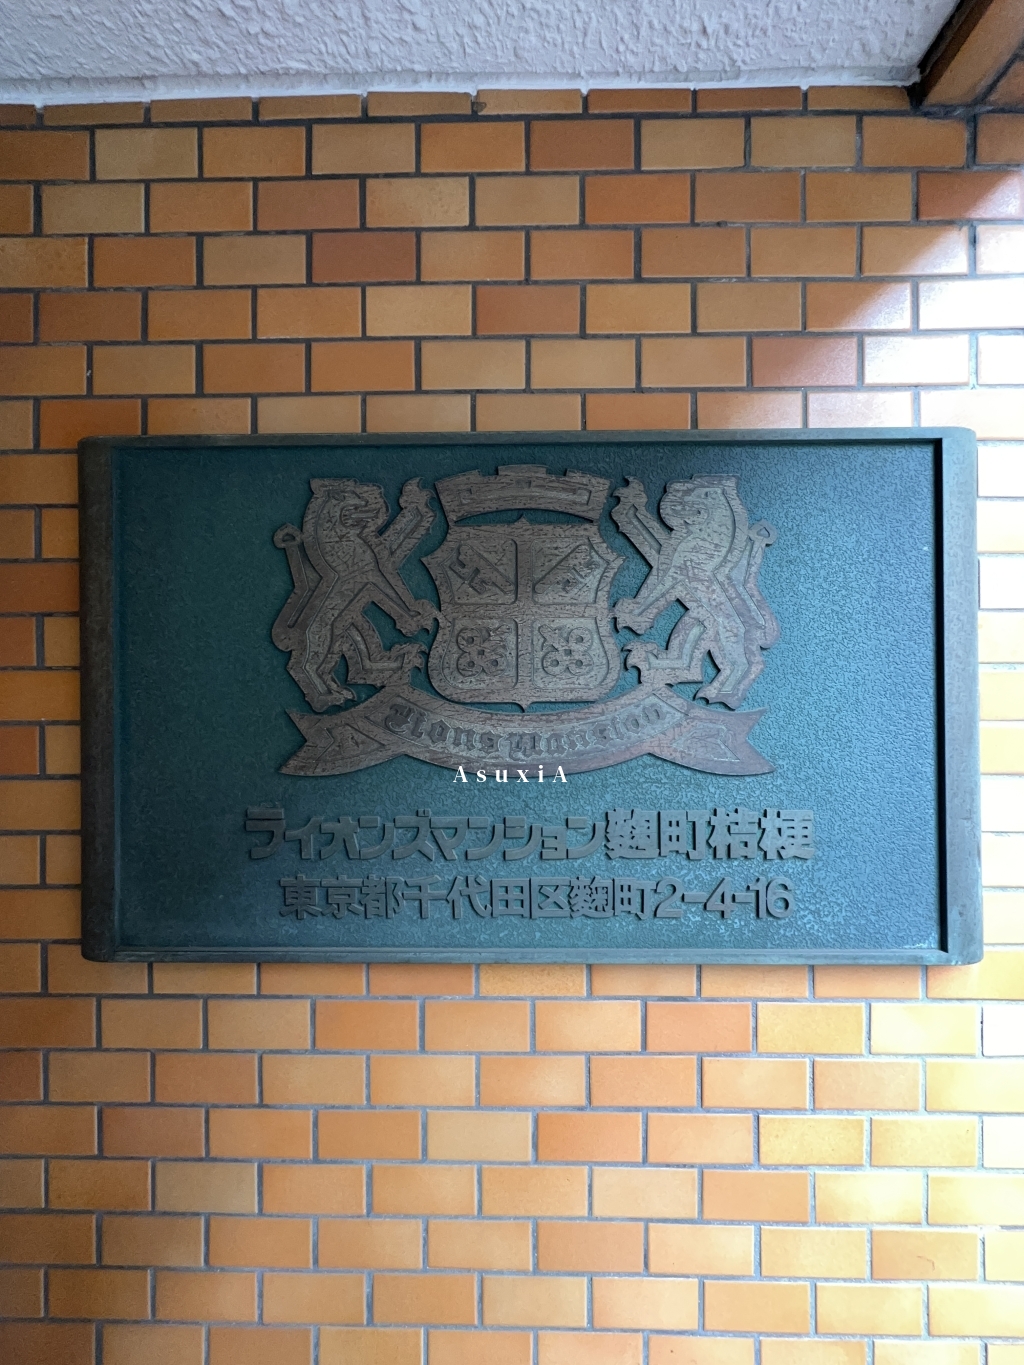 Lions Mansion
AsuxiA
ライオンズマンション麹町桔梗
東京都千代田区麹町2-4-16